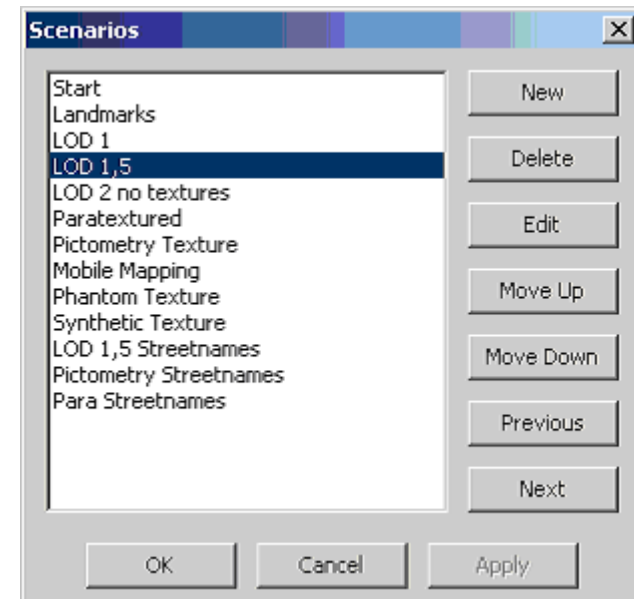 Scenarios
Start
Landmarks
LOD 1
LOD 1,5
LOD 2 no textures
Paratextured
Pictometry Texture
Mobile Mapping
Phantom Texture
Synthetic Texture
LOD 1,5 Streetnames
Pictometry Streetnames
Para Streetnames
New
Delete
Edit
Move Up
Move Down
Previous
Next
OK
Cancel
Apply